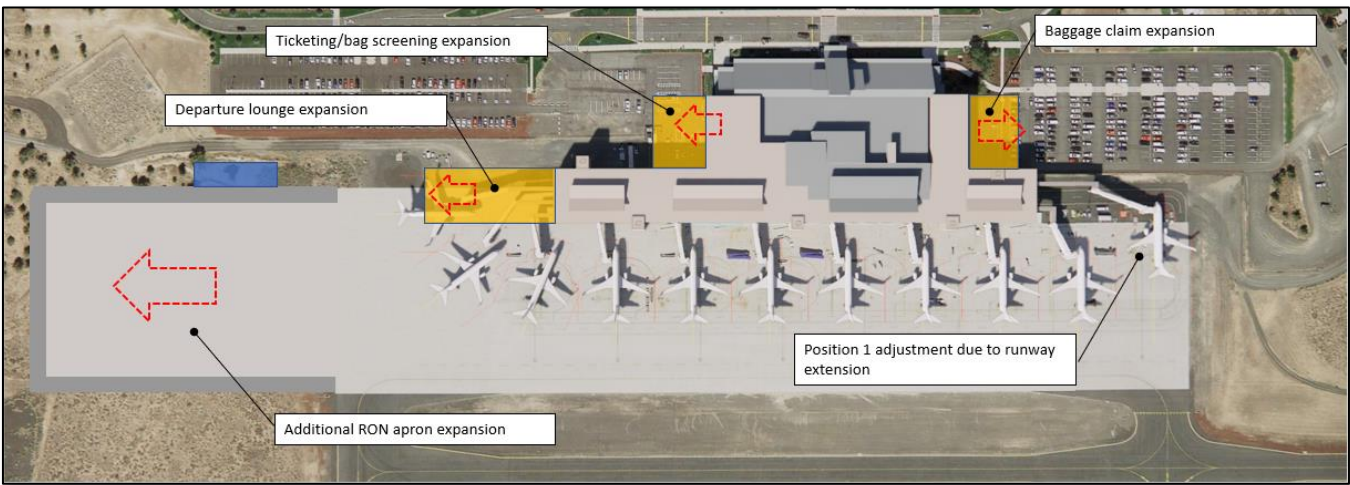 Ticketing/bag screening expansion
Baggage claim expansion
Departure lounge expansion
Position 1 adjustment due to runway
extension
Additional RON apron expansion